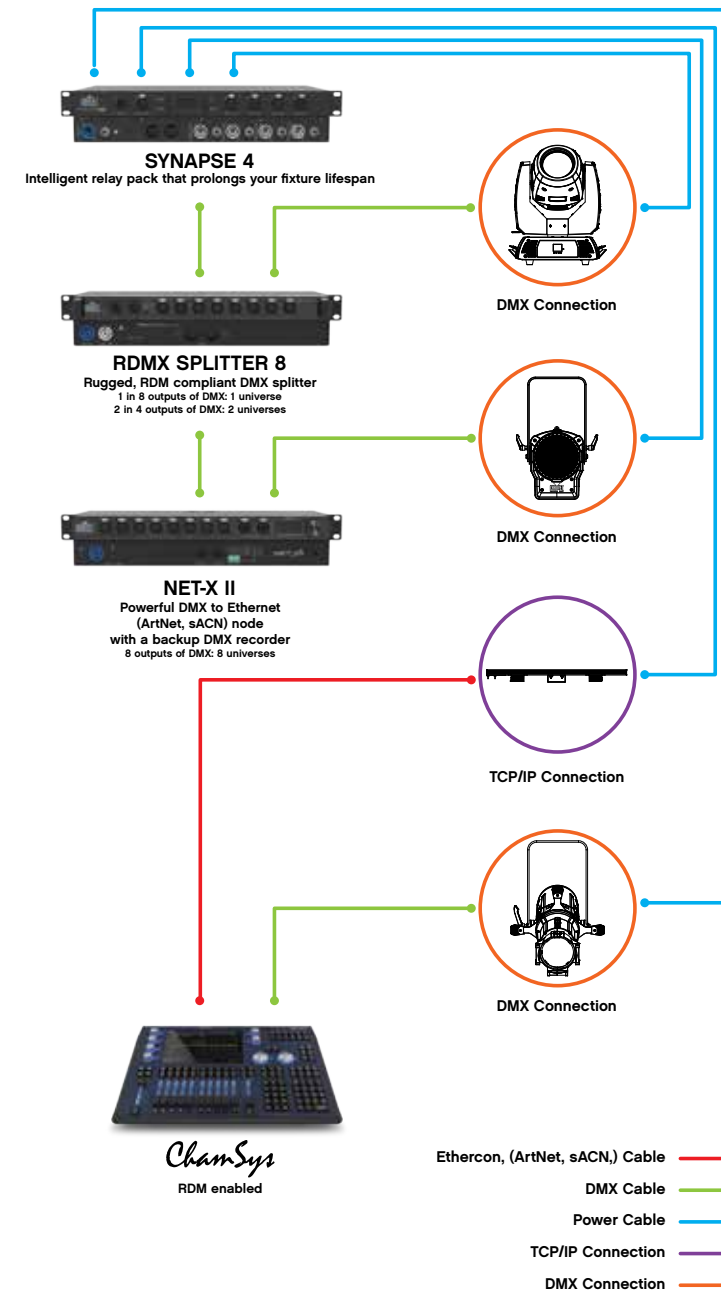 SYNAPSE 4
Intelligent relay pack that prolongs your fixture lifespan
DMX Connection
RDMX SPLITTER 8
Rugged, RDM compliant DMX splitter
1 in 8 outputs of DMX: 1 universe
2 in 4 outputs of DMX: 2 universes
DMX Connection
NET-X II
Powerful DMX to Ethernet
(ArtNet, sACN) node
with a backup DMX recorder
8 outputs of DMX: 8 universes
TCP/IP Connection
DMX Connection
ChamSys
RDM enabled
Ethercon, (ArtNet, sACN,) Cable
DMX Cable
Power Cable
TCP/IP Connection
DMX Connection